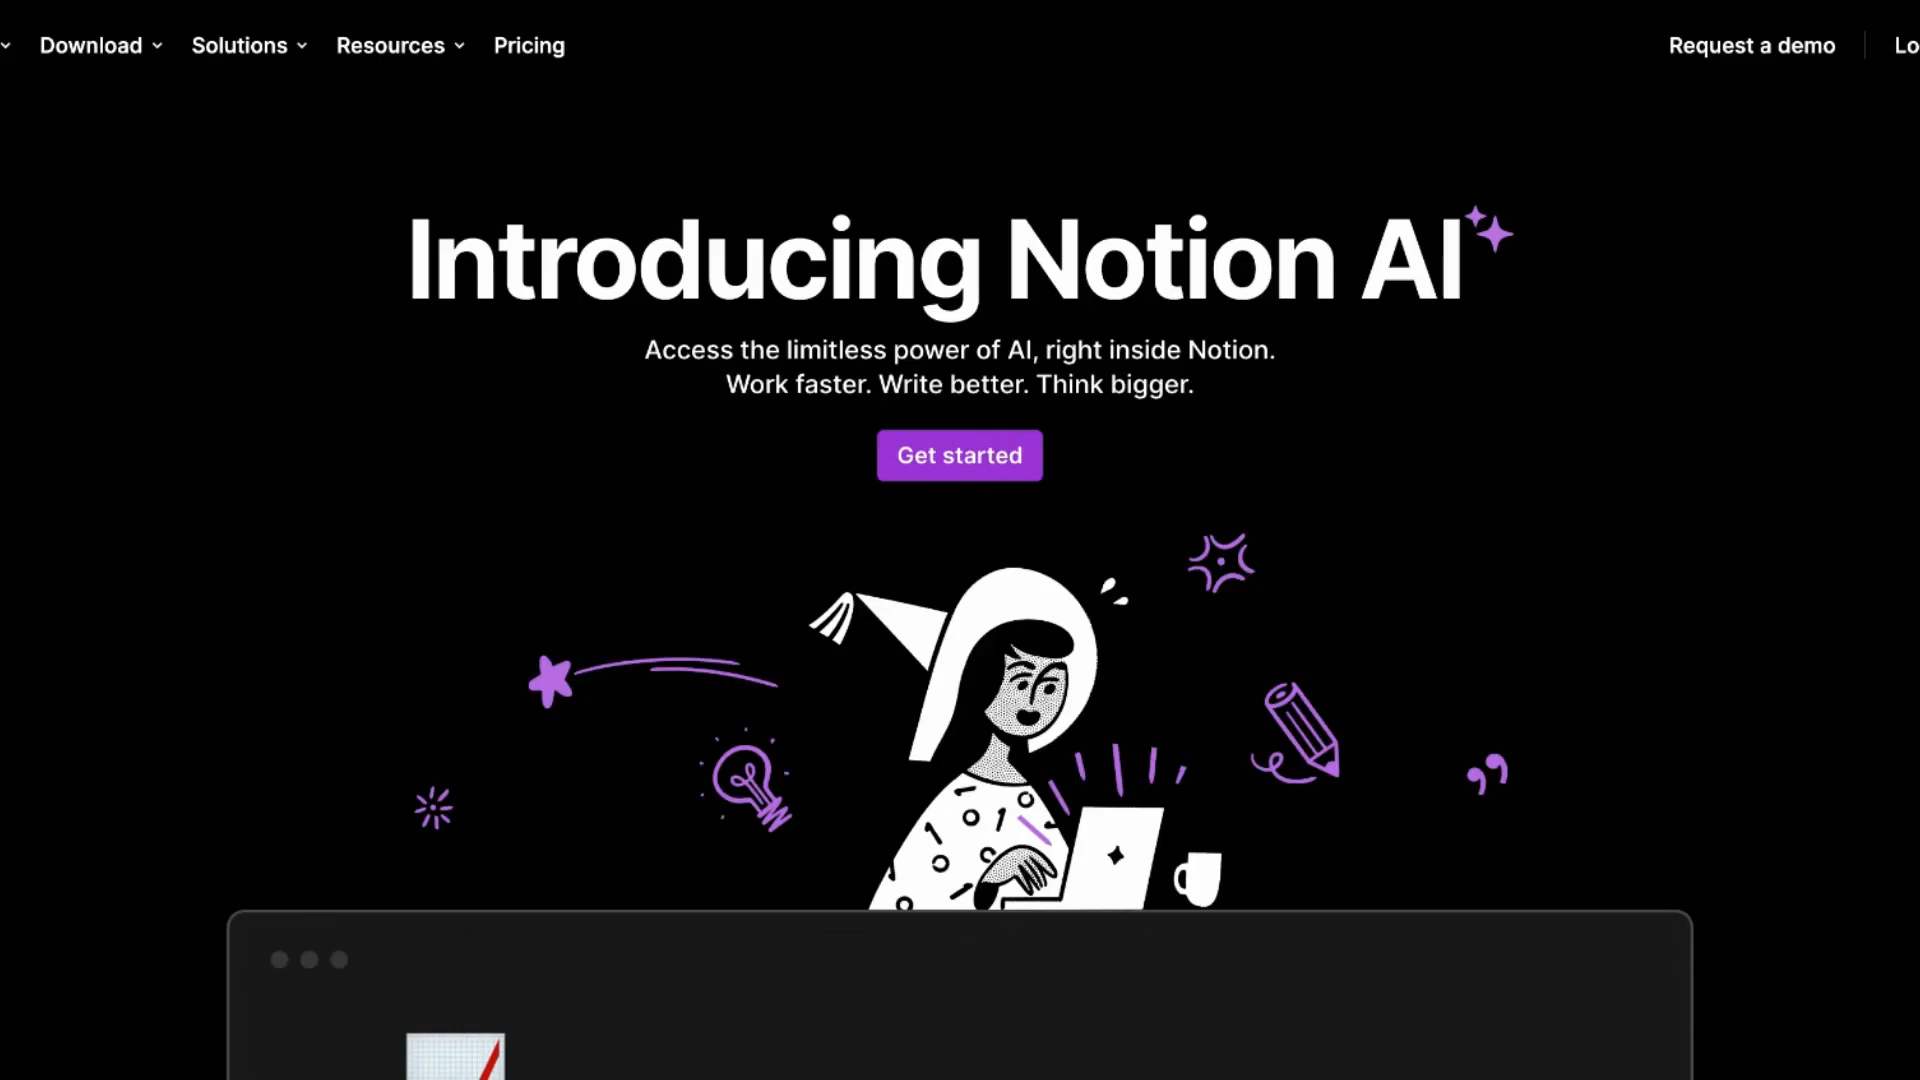 Download
Solutions
Resources
Pricing
Request a demo
Introducing Notion AI
Access the limitless power of AI, right inside Notion.
Work faster. Write better. Think bigger.
Get started